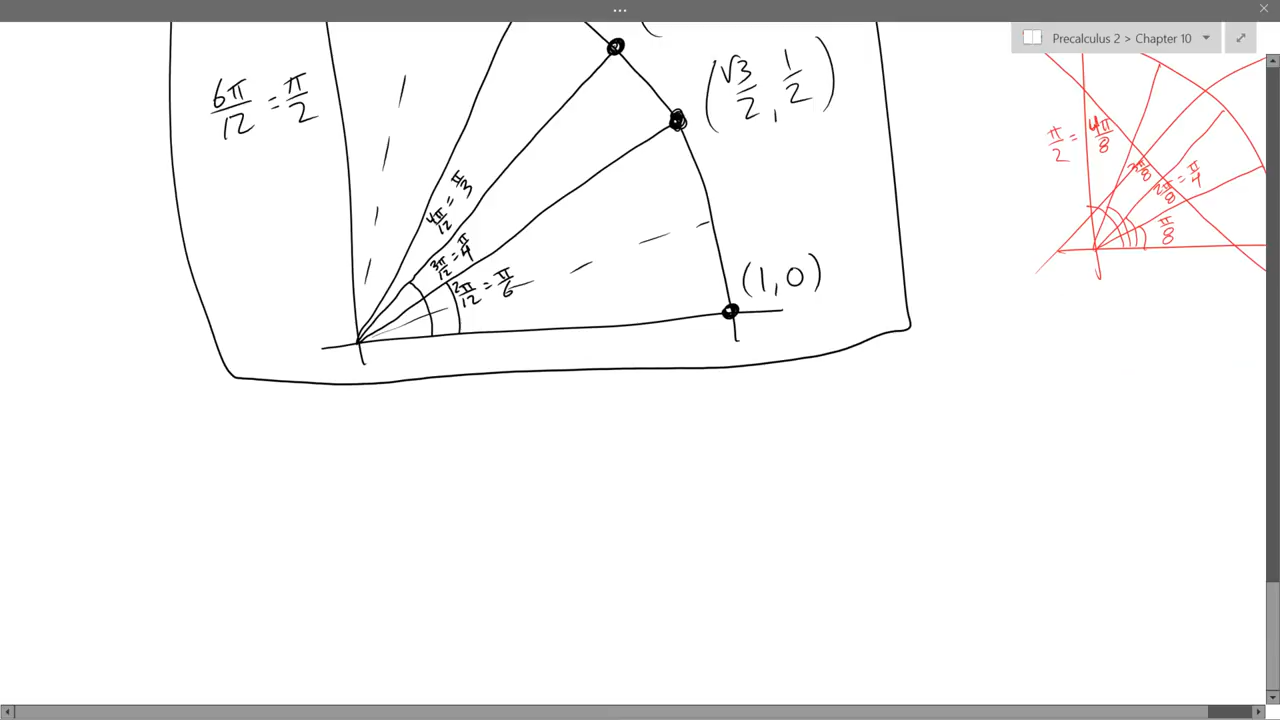 Precalculus 2 > Chapter 10
(√3/2, 1/2)
6π/12 = π/2
4π/12 = π/3
3π/12 = π/4
2π/12 = π/6
(1, 0)
π/2 = 4π/8
3π/8
2π/8 = π/4
π/8